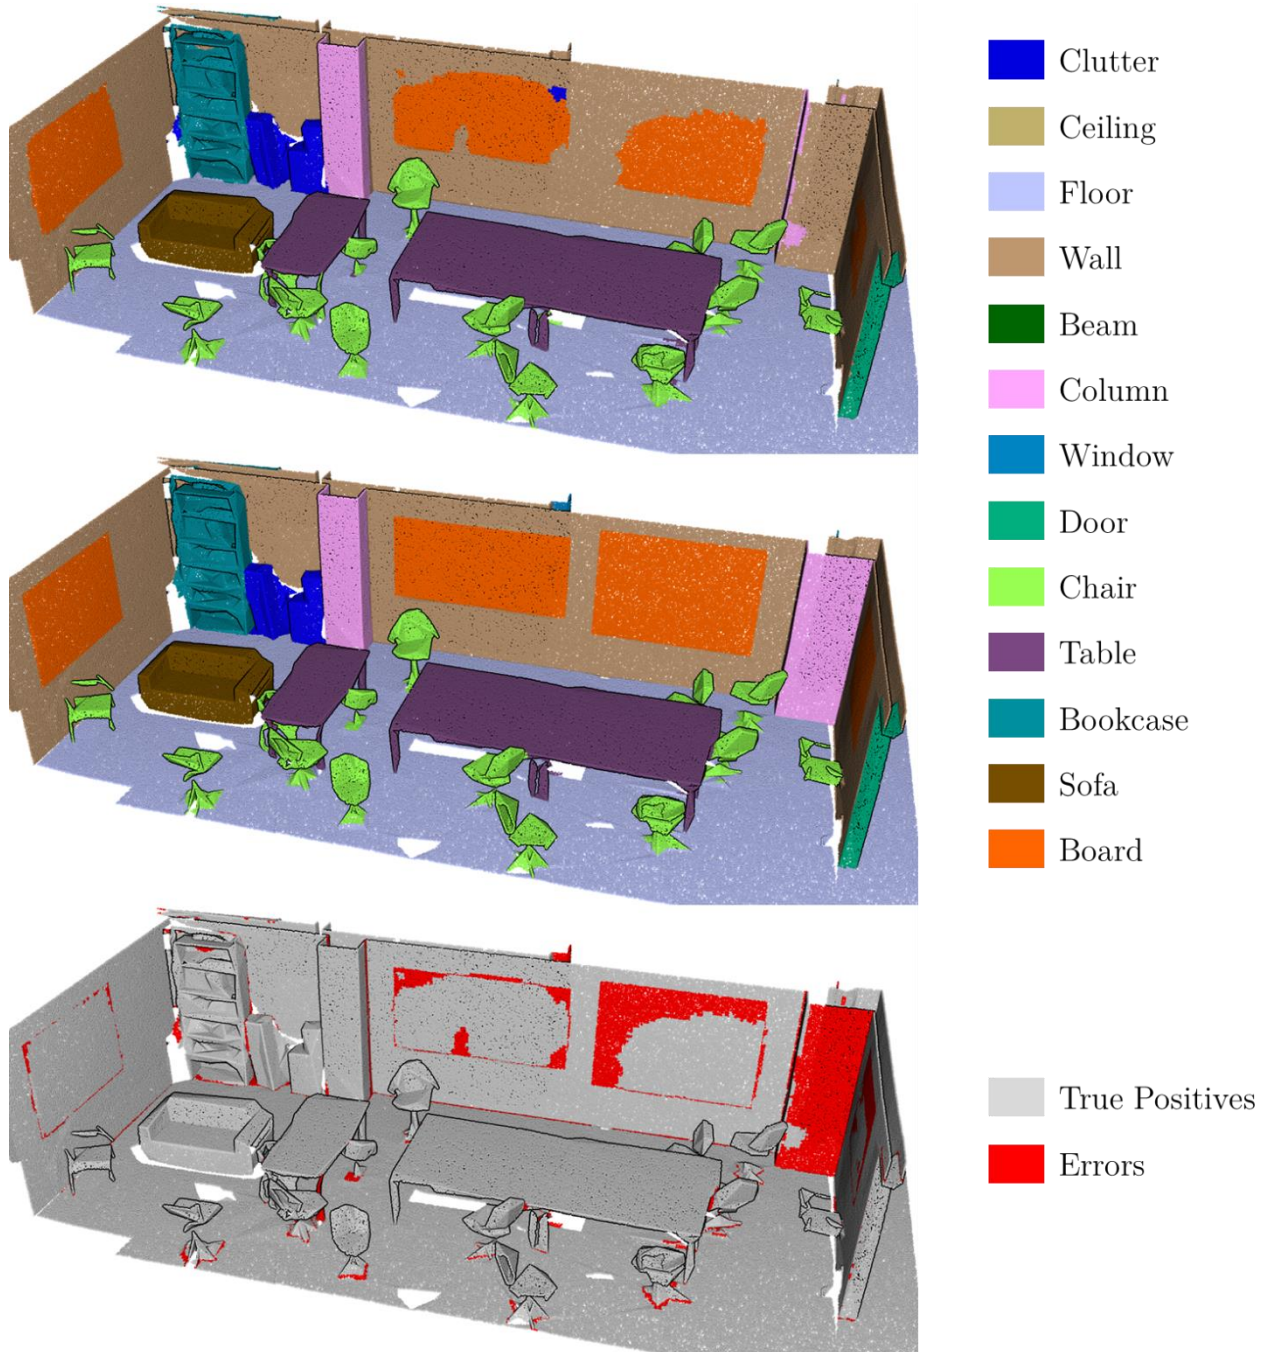 Clutter
Ceiling
Floor
Wall
Beam
Column
Window
Door
Chair
Table
Bookcase
Sofa
Board
True Positives
Errors